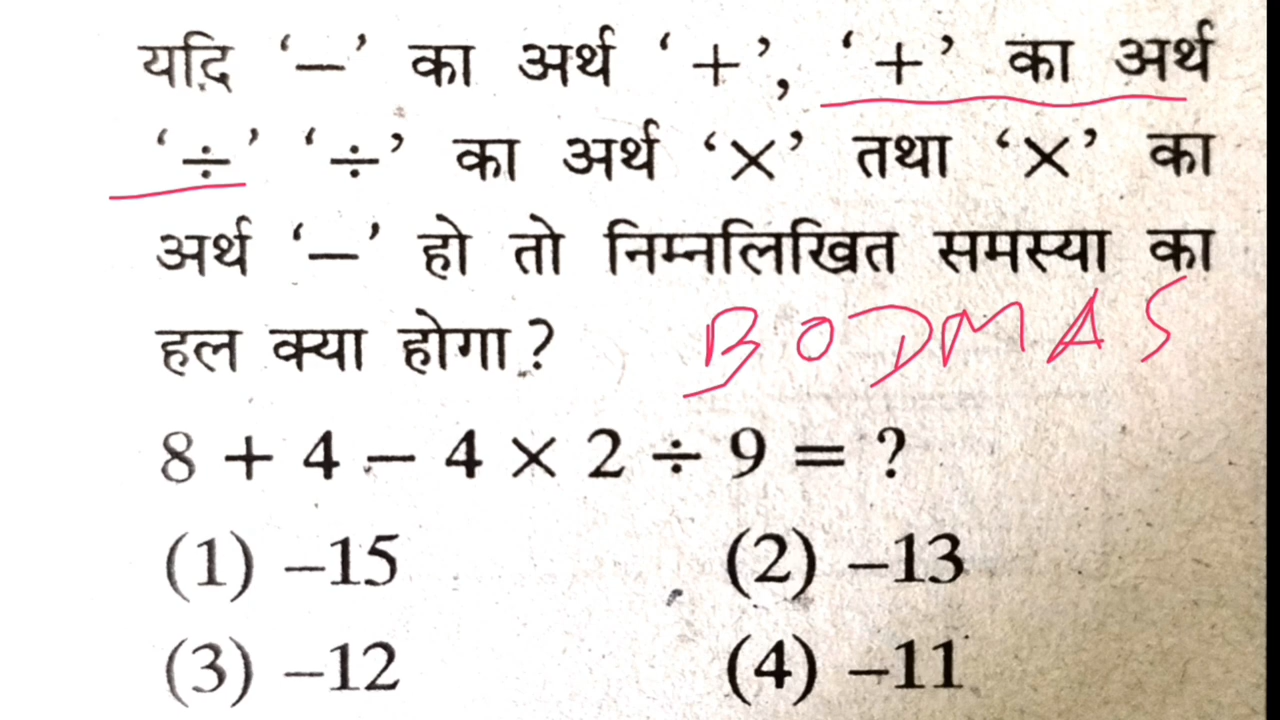 यदि ‘−’ का अर्थ ‘+’, ‘+’ का अर्थ
‘÷’ ‘÷’ का अर्थ ‘×’ तथा ‘×’ का
अर्थ ‘−’ हो तो निम्नलिखित समस्या का
हल क्या होगा?
BODMAS
8 + 4 − 4 × 2 ÷ 9 = ?
(1) −15 (2) −13
(3) −12 (4) −11